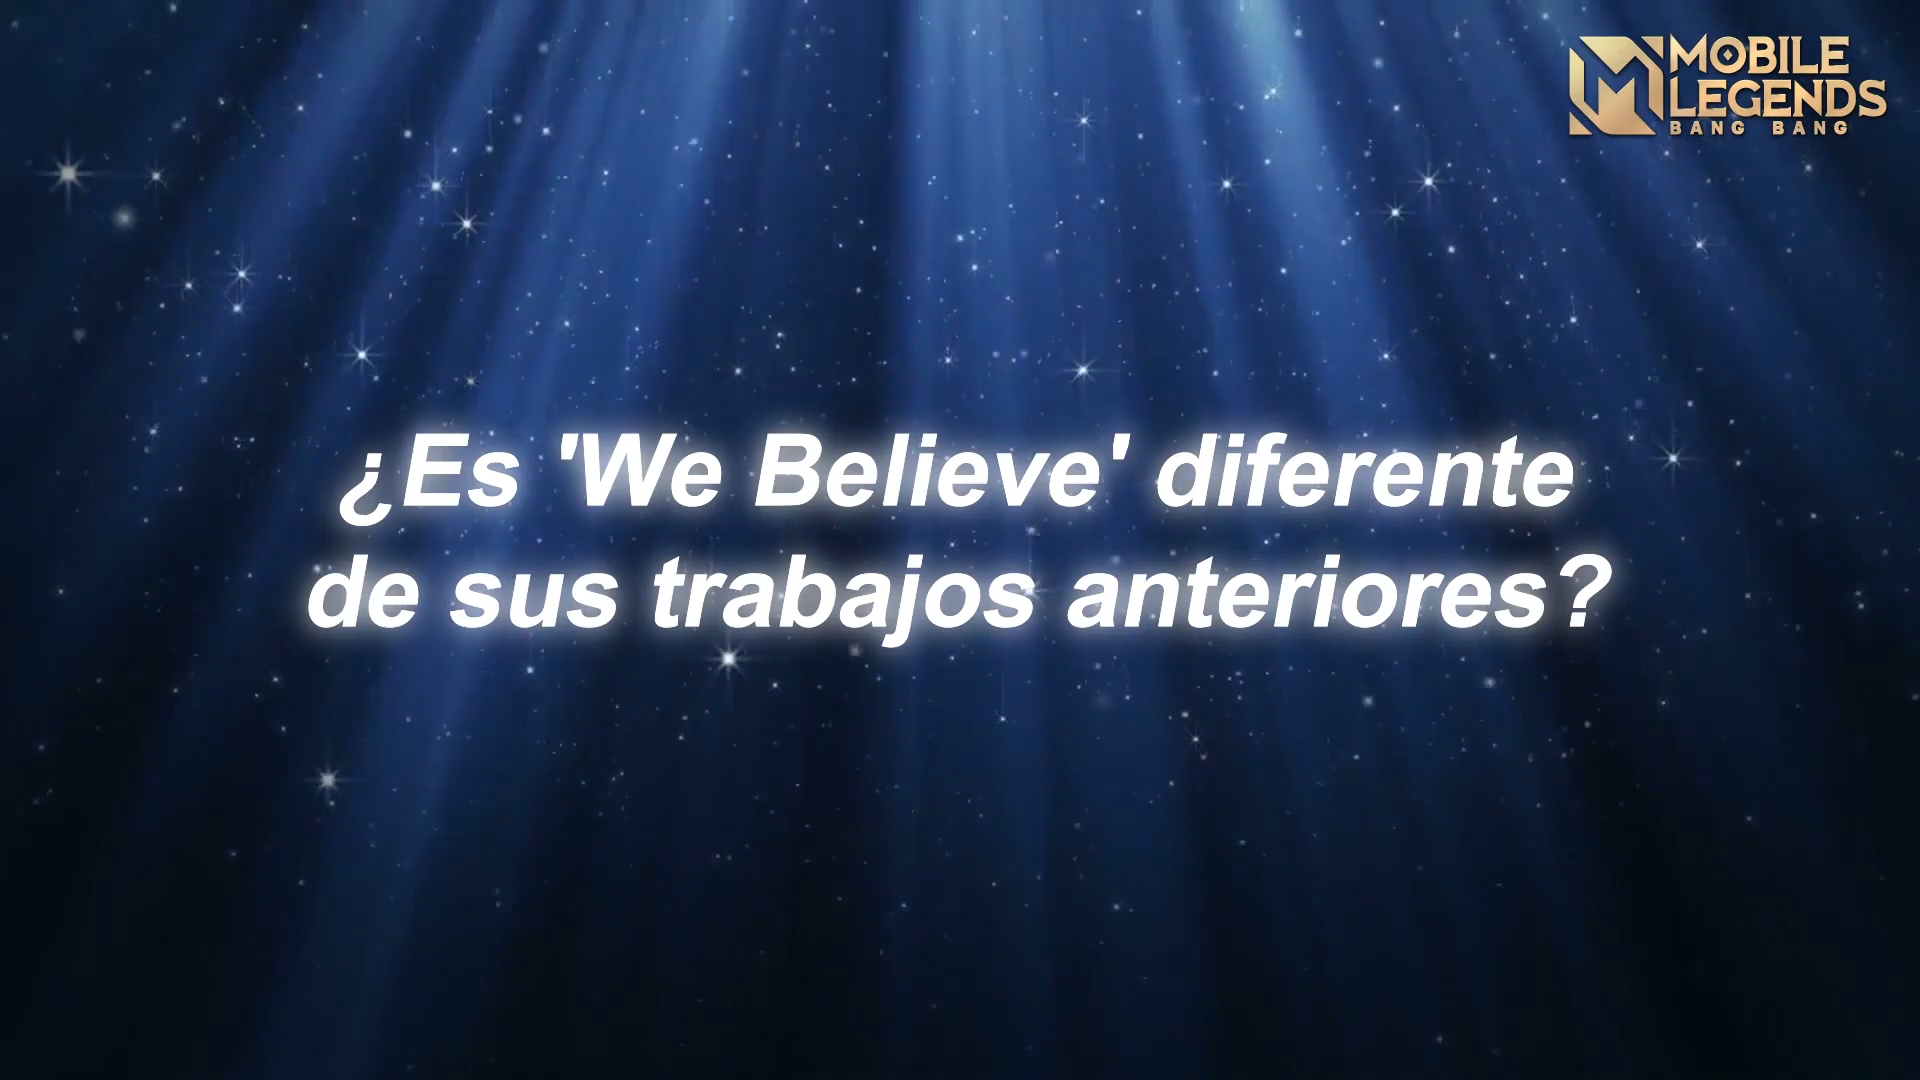 MOBILE
LEGENDS
BANG BANG
¿Es 'We Believe' diferente
de sus trabajos anteriores?